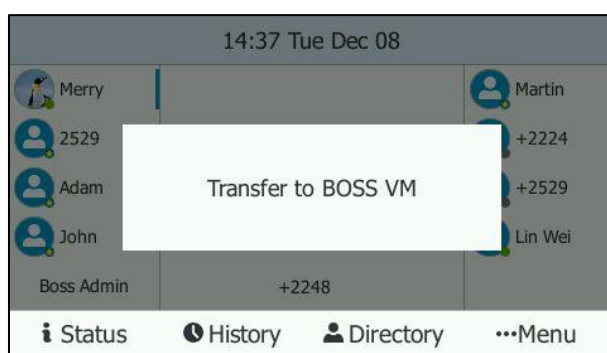 14:37 Tue Dec 08
Merry
Martin
2529
+2224
Adam
Transfer to BOSS VM
+2529
John
Lin Wei
Boss Admin
+2248
Status
History
Directory
Menu